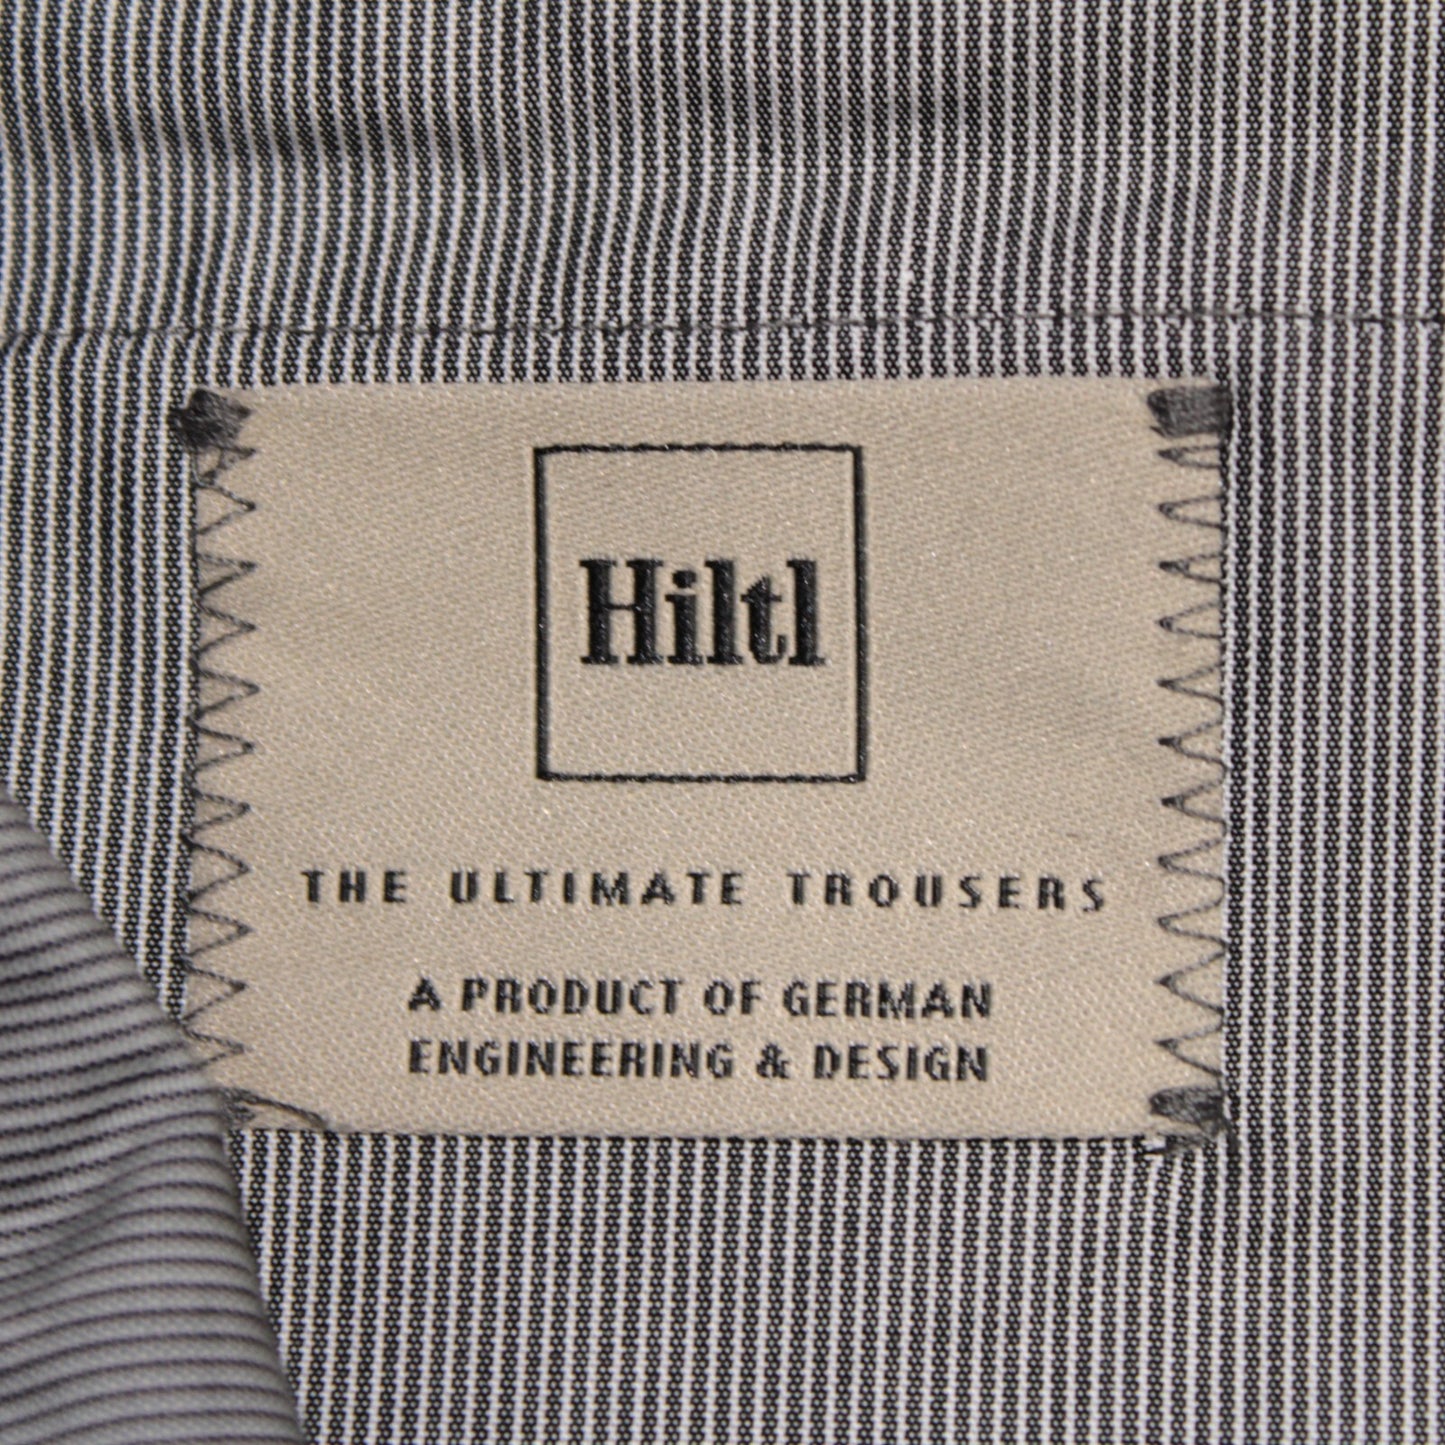 Hiltl
THE ULTIMATE TROUSERS
A PRODUCT OF GERMAN
ENGINEERING & DESIGN